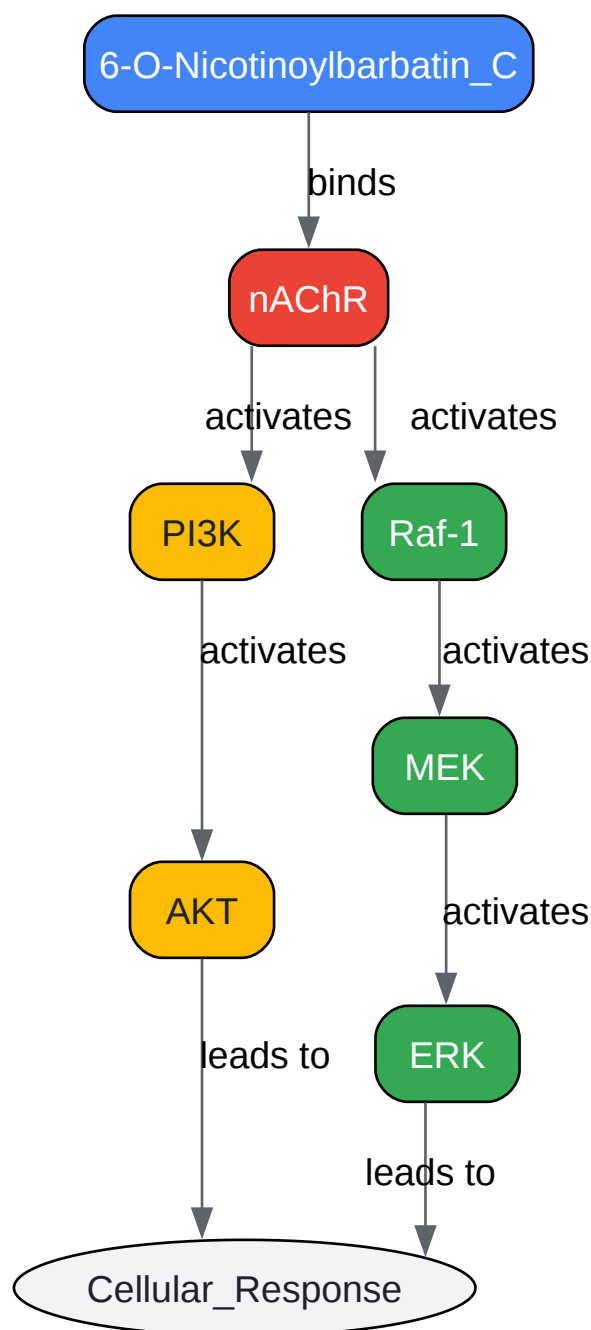 6-O-Nicotinoylbarbatin_C
binds
nAChR
activates
activates
PI3K
Raf-1
activates
activates
MEK
AKT
activates
leads to
ERK
leads to
Cellular_Response